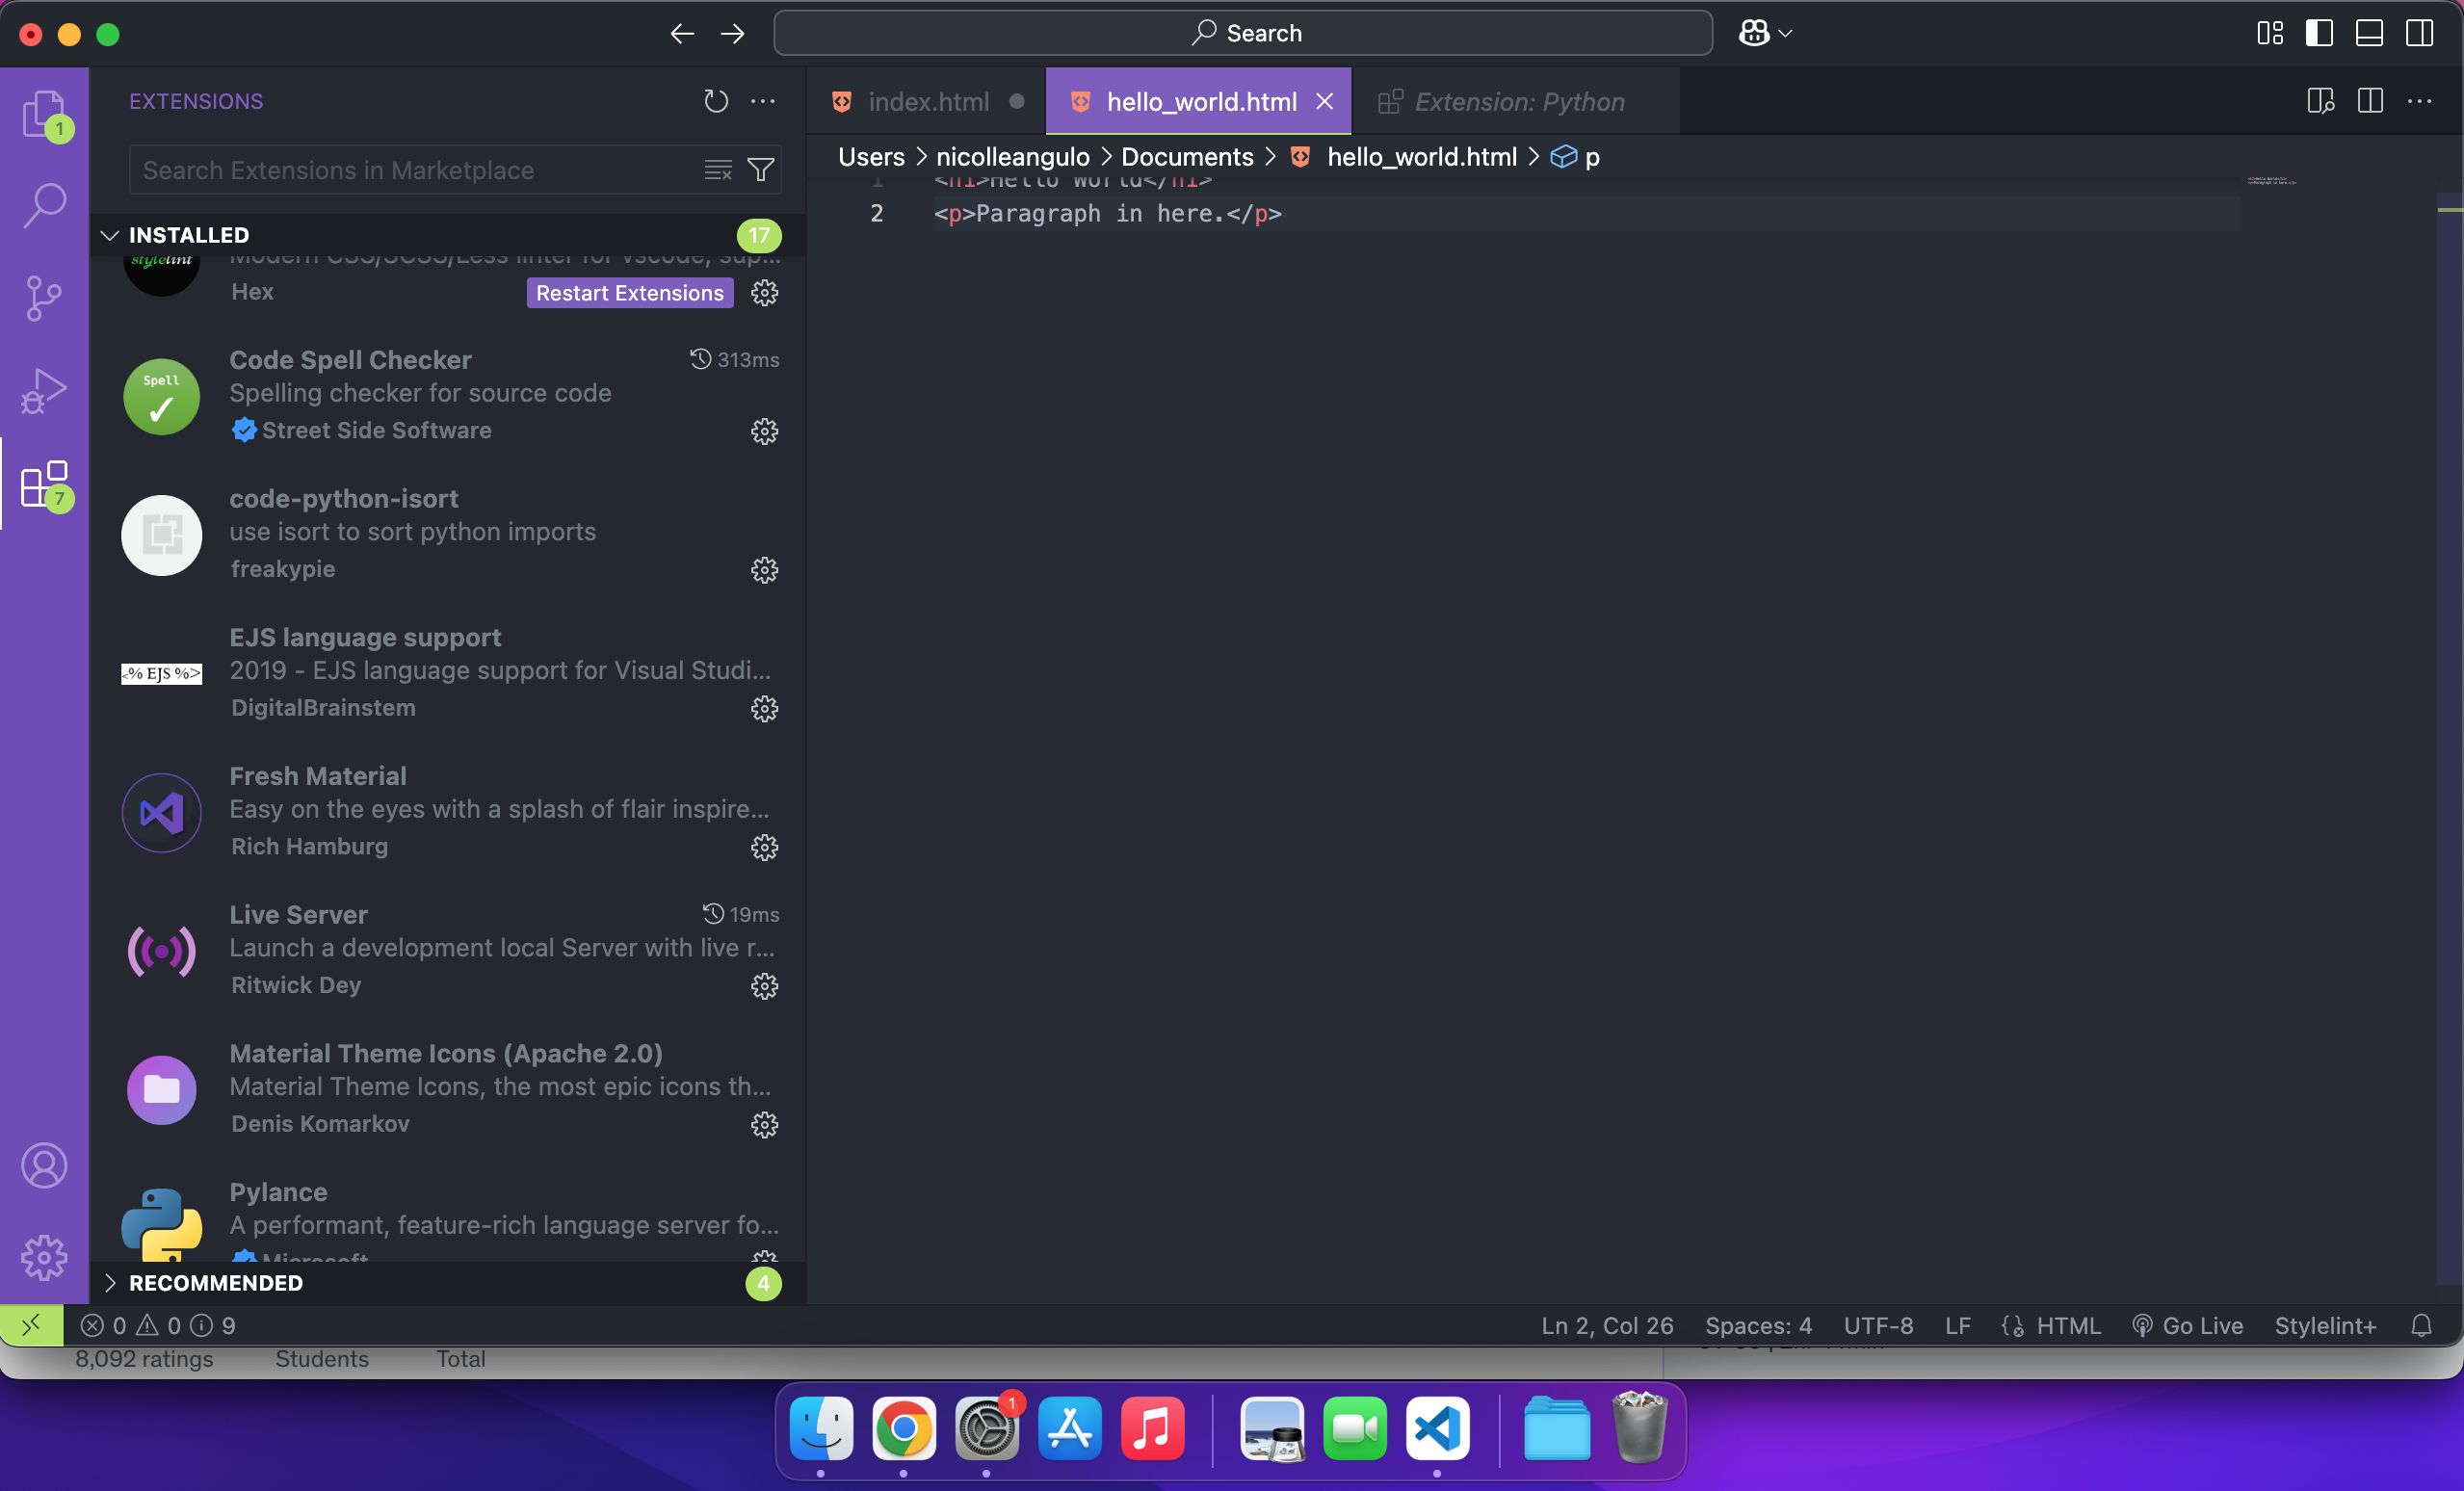 Search
EXTENSIONS
index.html
hello_world.html
Extension: Python
1
Search Extensions in Marketplace
Users > nicolleangulo > Documents > hello_world.html > p
INSTALLED
17
1 <h1>Hello World</h1>
2 <p>Paragraph in here.</p>
stylelint
Modern CSS/SCSS/Less linter for vscode, sup...
Hex
Restart Extensions
Code Spell Checker
313ms
Spell
Spelling checker for source code
Street Side Software
7
code-python-isort
use isort to sort python imports
freakypie
EJS language support
<% EJS %>
2019 - EJS language support for Visual Studi...
DigitalBrainstem
Fresh Material
Easy on the eyes with a splash of flair inspire...
Rich Hamburg
Live Server
19ms
Launch a development local Server with live r...
Ritwick Dey
Material Theme Icons (Apache 2.0)
Material Theme Icons, the most epic icons th...
Denis Komarkov
Pylance
A performant, feature-rich language server fo...
Microsoft
RECOMMENDED
4
0 0 9
Ln 2, Col 26
Spaces: 4
UTF-8
LF
HTML
Go Live
Stylelint+
8,092 ratings
Students
Total
1